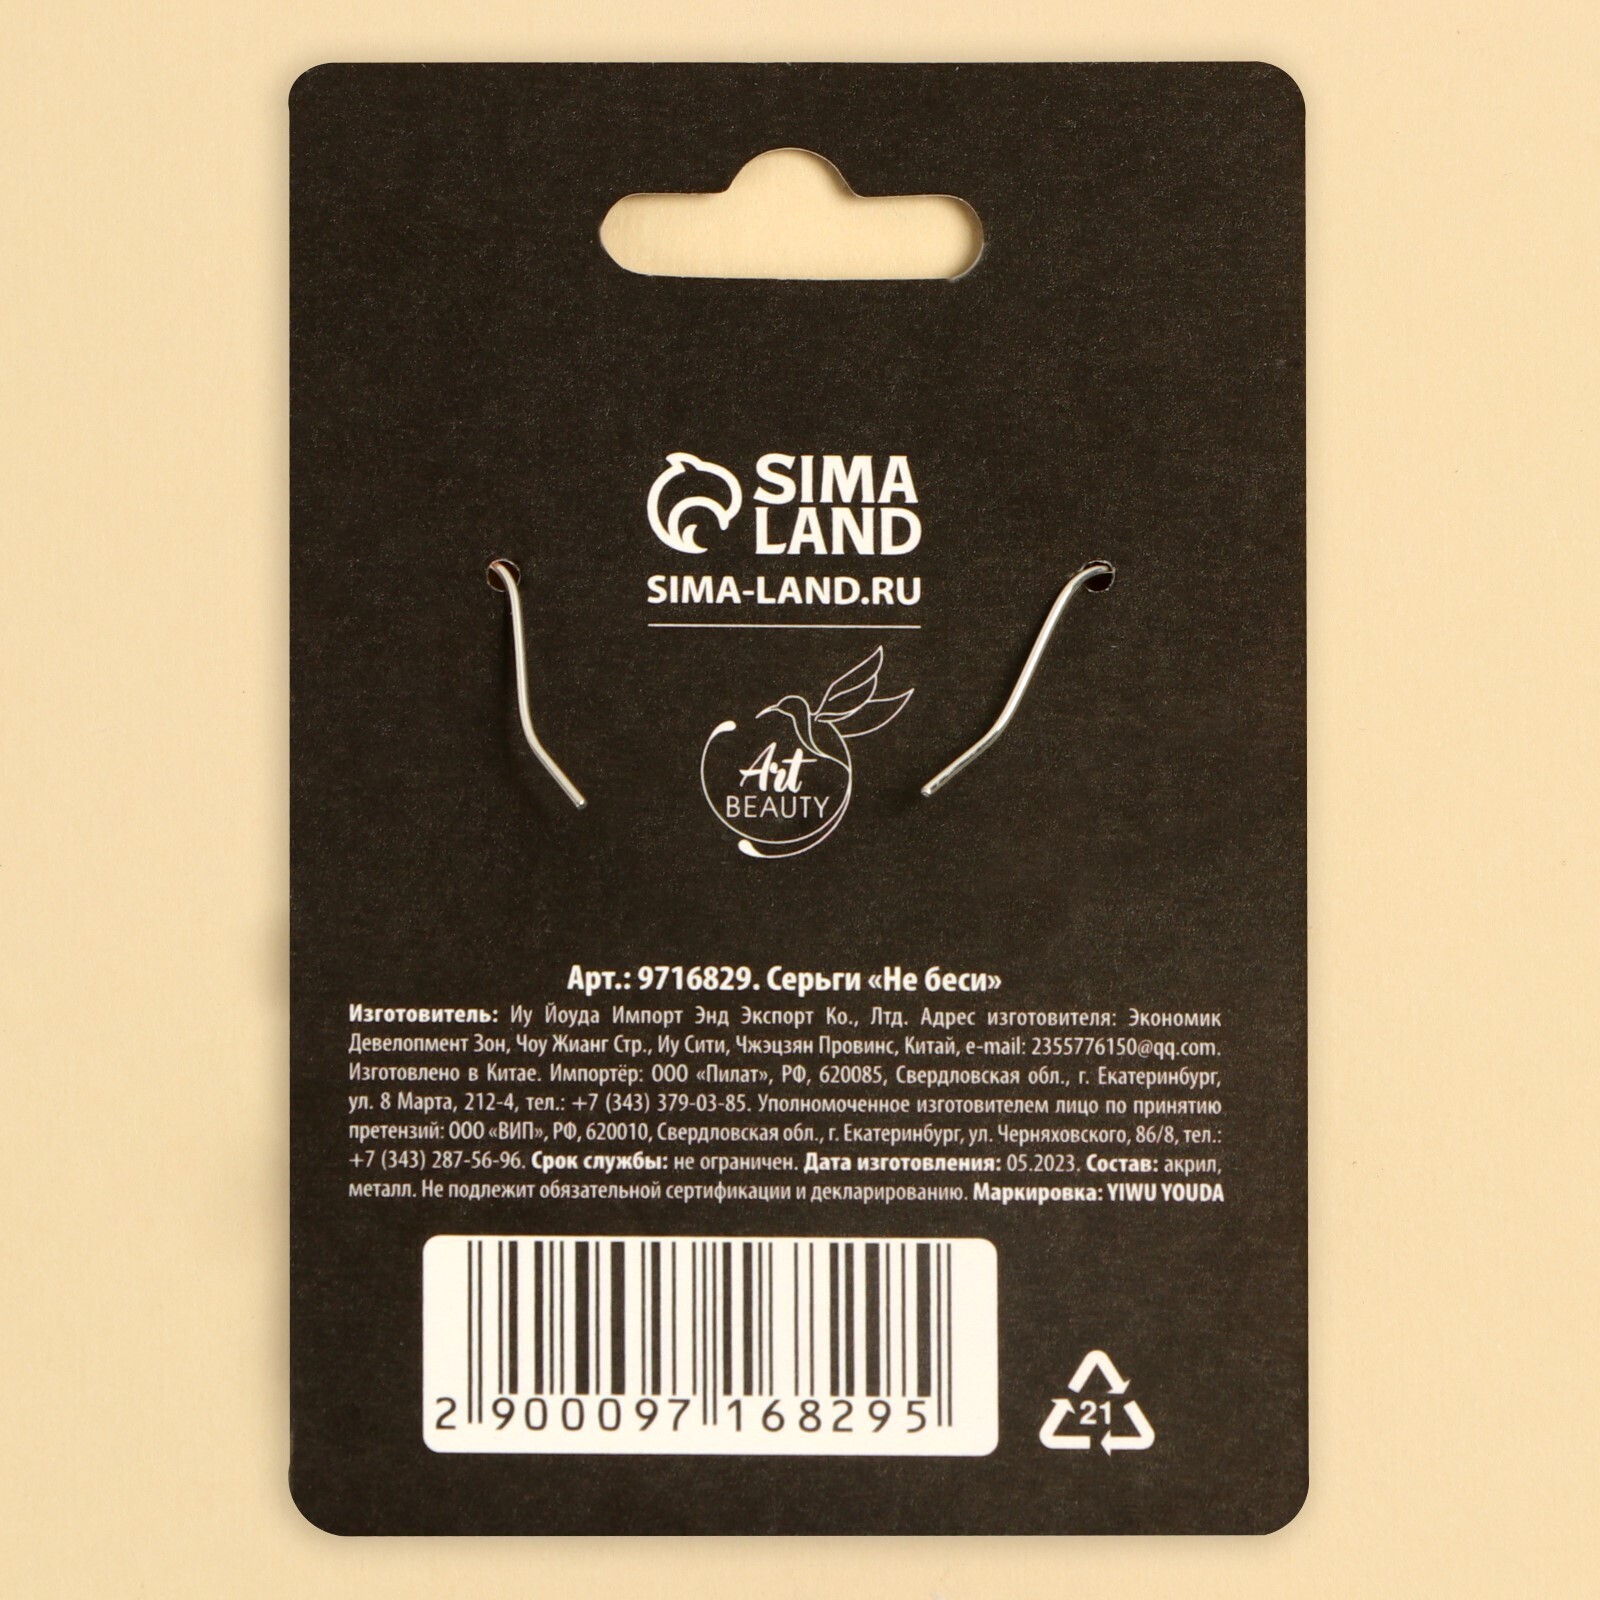 SIMA
LAND
SIMA-LAND.RU
Art
BEAUTY
Арт.: 9716829. Серьги «Не беси»
Изготовитель: Иу Йоуда Импорт Энд Экспорт Ко., Лтд. Адрес изготовителя: Экономик
Девелопмент Зон, Чоу Жианг Стр., Иу Сити, Чжэцзян Провинс, Китай, e-mail: 2355776150@qq.com.
Изготовлено в Китае. Импортёр: ООО «Пилат», РФ, 620085, Свердловская обл., г. Екатеринбург,
ул. 8 Марта, 212-4, тел.: +7 (343) 379-03-85. Уполномоченное изготовителем лицо по принятию
претензий: ООО «ВИП», РФ, 620010, Свердловская обл., г. Екатеринбург, ул. Черняховского, 86/8, тел.:
+7 (343) 287-56-96. Срок службы: не ограничен. Дата изготовления: 05.2023. Состав: акрил,
металл. Не подлежит обязательной сертификации и декларированию. Маркировка: YIWU YOUDA
2 900097 168295
21